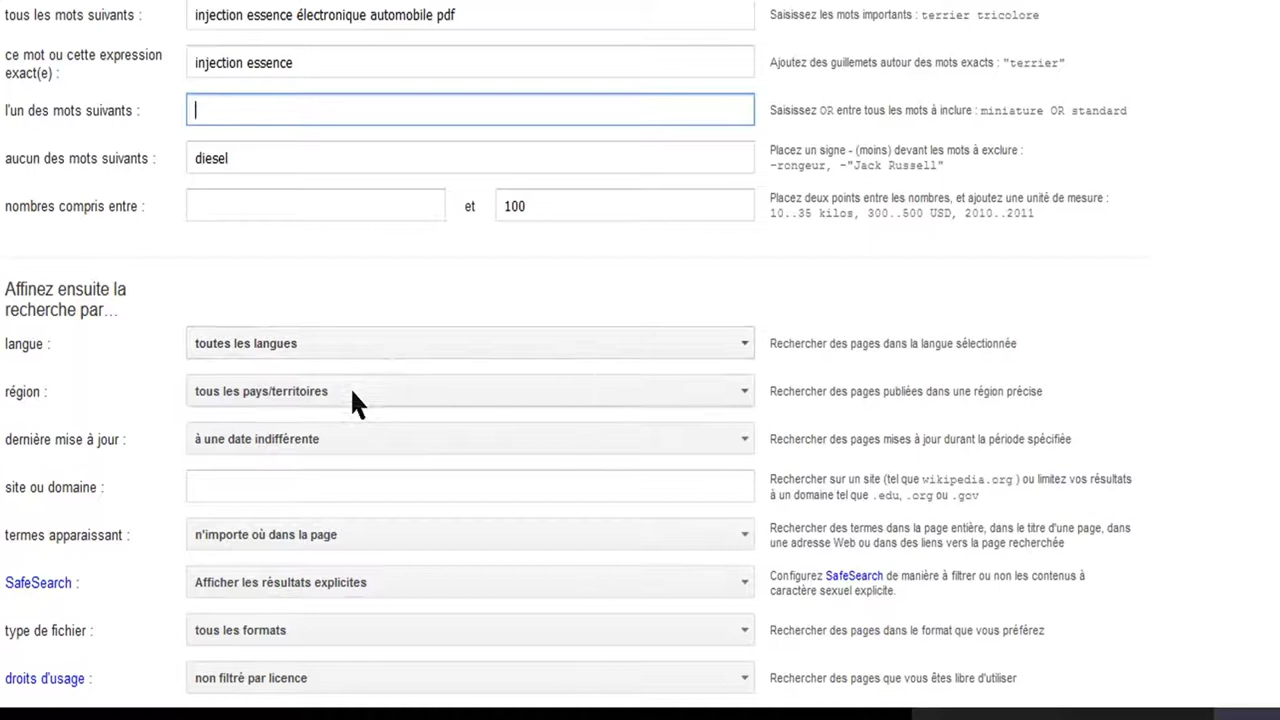 tous les mots suivants : injection essence électronique automobile pdf Saisissez les mots importants : terrier tricolore
ce mot ou cette expression
exact(e) : injection essence Ajoutez des guillemets autour des mots exacts : "terrier"
l'un des mots suivants : Saisissez OR entre tous les mots à inclure : miniature OR standard
aucun des mots suivants : diesel Placez un signe - (moins) devant les mots à exclure :
-rongeur, -"Jack Russell"
nombres compris entre : et 100 Placez deux points entre les nombres, et ajoutez une unité de mesure :
10..35 kilos, 300..500 USD, 2010..2011
Affinez ensuite la
recherche par...
langue : toutes les langues Rechercher des pages dans la langue sélectionnée
région : tous les pays/territoires Rechercher des pages publiées dans une région précise
dernière mise à jour : à une date indifférente Rechercher des pages mises à jour durant la période spécifiée
site ou domaine : Rechercher sur un site (tel que wikipedia.org ) ou limitez vos résultats
à un domaine tel que .edu, .org ou .gov
termes apparaissant : n'importe où dans la page Rechercher des termes dans la page entière, dans le titre d'une page, dans
une adresse Web ou dans des liens vers la page recherchée
SafeSearch : Afficher les résultats explicites Configurez SafeSearch de manière à filtrer ou non les contenus à
caractère sexuel explicite.
type de fichier : tous les formats Rechercher des pages dans le format que vous préférez
droits d'usage : non filtré par licence Rechercher des pages que vous êtes libre d'utiliser